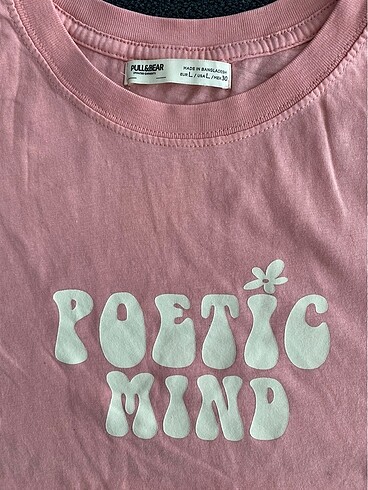 PULL&BEAR
MADE IN BANGLADESH
EUR L / USA L / MEX 30
POETIC
MIND